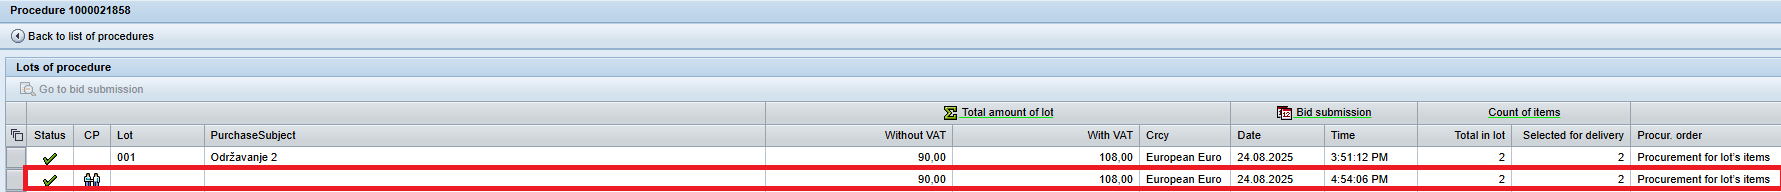 Procedure 1000021858
Back to list of procedures
Lots of procedure
Go to bid submission
Total amount of lot Bid submission Count of items
Status CP Lot PurchaseSubject Without VAT With VAT Crcy Date Time Total in lot Selected for delivery Procur. order
001 Održavanje 2 90,00 108,00 European Euro 24.08.2025 3:51:12 PM 2 2 Procurement for lot's items
90,00 108,00 European Euro 24.08.2025 4:54:06 PM 2 2 Procurement for lot's items